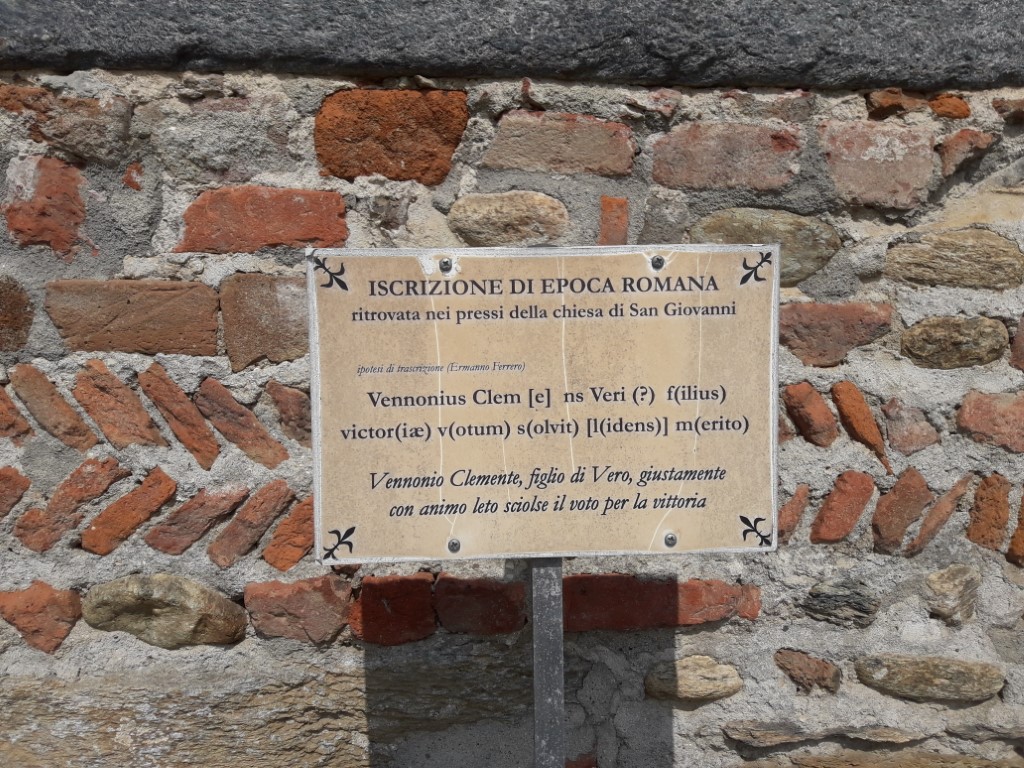 ISCRIZIONE DI EPOCA ROMANA
ritrovata nei pressi della chiesa di San Giovanni
ipotesi di trascrizione (Ermanno Ferrero)
Vennonius Clem [e] ns Veri (?) f(ilius)
victor(iæ) v(otum) s(olvit) [l(idens)] m(erito)
Vennonio Clemente, figlio di Vero, giustamente
con animo leto sciolse il voto per la vittoria